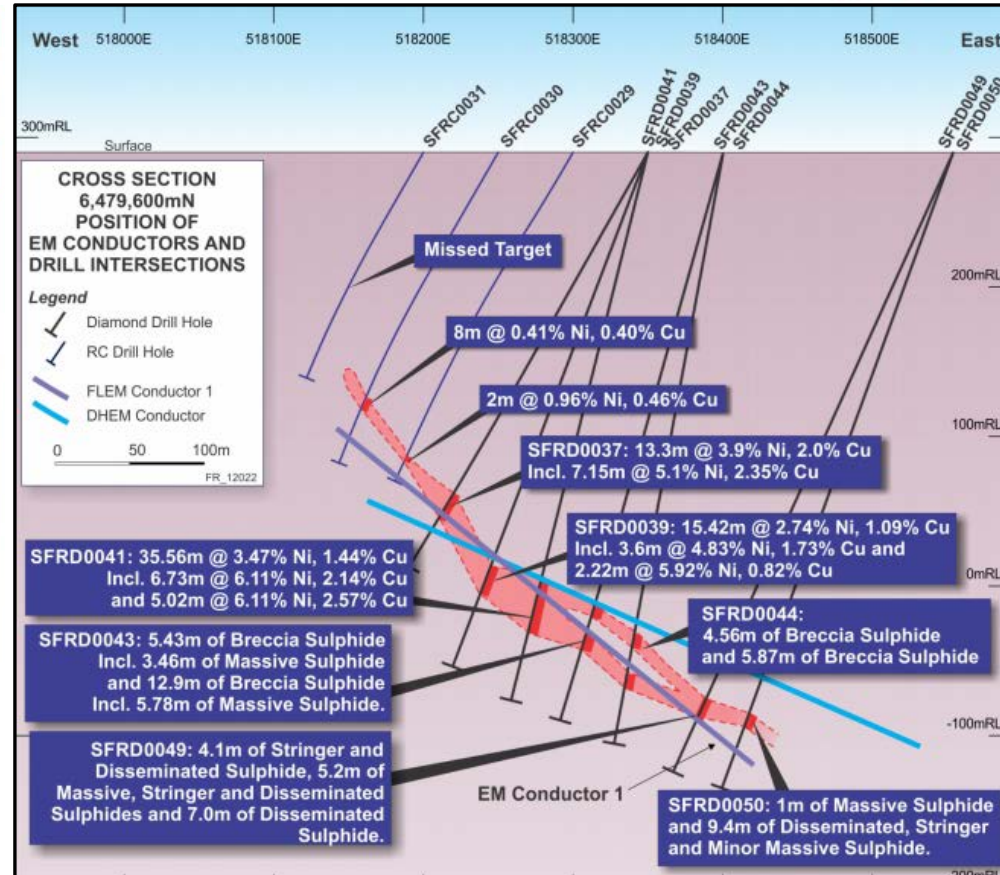 West
518000E
518100E
518200E
518300E
518400E
518500E
East
SFRC0031
SFRC0030
SFRC0029
SFRD0041
SFRD0039
SFRD0037
SFRD0043
SFRD0044
SFRD0049
SFRD0050
300mRL
Surface
CROSS SECTION
6,479,600mN
POSITION OF
EM CONDUCTORS AND
DRILL INTERSECTIONS
Legend
Diamond Drill Hole
RC Drill Hole
FLEM Conductor 1
DHEM Conductor
0 50 100m
FR_12022
Missed Target
200mRL
8m @ 0.41% Ni, 0.40% Cu
2m @ 0.96% Ni, 0.46% Cu
100mRL
SFRD0037: 13.3m @ 3.9% Ni, 2.0% Cu
Incl. 7.15m @ 5.1% Ni, 2.35% Cu
SFRD0039: 15.42m @ 2.74% Ni, 1.09% Cu
Incl. 3.6m @ 4.83% Ni, 1.73% Cu and
2.22m @ 5.92% Ni, 0.82% Cu
SFRD0041: 35.56m @ 3.47% Ni, 1.44% Cu
Incl. 6.73m @ 6.11% Ni, 2.14% Cu
and 5.02m @ 6.11% Ni, 2.57% Cu
0mRL
SFRD0044:
4.56m of Breccia Sulphide
and 5.87m of Breccia Sulphide
SFRD0043: 5.43m of Breccia Sulphide
Incl. 3.46m of Massive Sulphide
and 12.9m of Breccia Sulphide
Incl. 5.78m of Massive Sulphide.
-100mRL
SFRD0049: 4.1m of Stringer and
Disseminated Sulphide, 5.2m of
Massive, Stringer and Disseminated
Sulphides and 7.0m of Disseminated
Sulphide.
EM Conductor 1
SFRD0050: 1m of Massive Sulphide
and 9.4m of Disseminated, Stringer
and Minor Massive Sulphide.